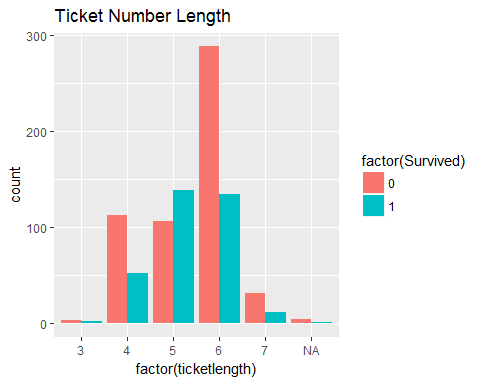 Ticket Number Length
300
200
100
0
count
3 4 5 6 7 NA
factor(ticketlength)
factor(Survived)
0
1